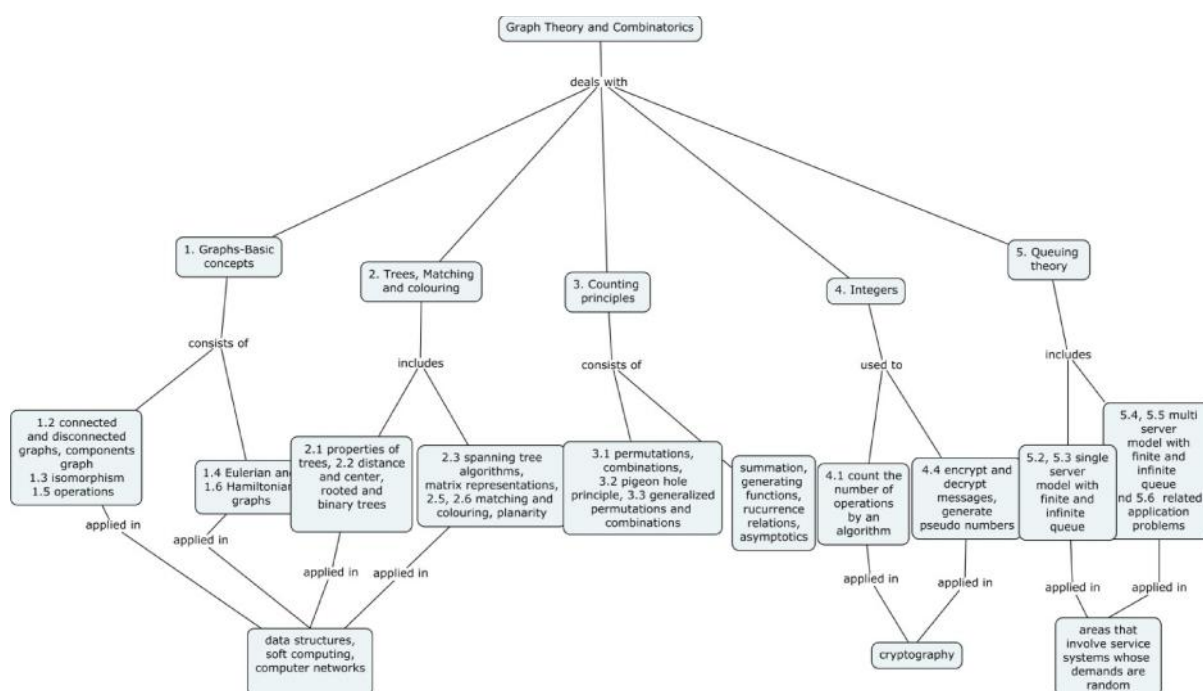 Graph Theory and Combinatorics
deals with
1. Graphs-Basic
concepts
2. Trees, Matching
and colouring
3. Counting
principles
4. Integers
5. Queuing
theory
consists of
includes
consists of
used to
includes
1.2 connected
and disconnected
graphs, components
graph
1.3 isomorphism
1.5 operations
1.4 Eulerian and
1.6 Hamiltonian
graphs
2.1 properties of
trees, 2.2 distance
and center,
rooted and
binary trees
2.3 spanning tree
algorithms,
matrix representations,
2.5, 2.6 matching and
colouring, planarity
3.1 permutations,
combinations,
3.2 pigeon hole
principle, 3.3 generalized
permutations and
combinations
summation,
generating
functions,
rucurrence
relations,
asymptotics
4.1 count the
number of
operations
by an
algorithm
4.4 encrypt and
decrypt
messages,
generate
pseudo numbers
5.2, 5.3 single
server
model with
finite and
infinite
queue
5.4, 5.5 multi
server
model with
finite and
infinite
queue
nd 5.6 related
application
problems
applied in
applied in
applied in
applied in
applied in
applied in
applied in
applied in
data structures,
soft computing,
computer networks
cryptography
areas that
involve service
systems whose
demands are
random